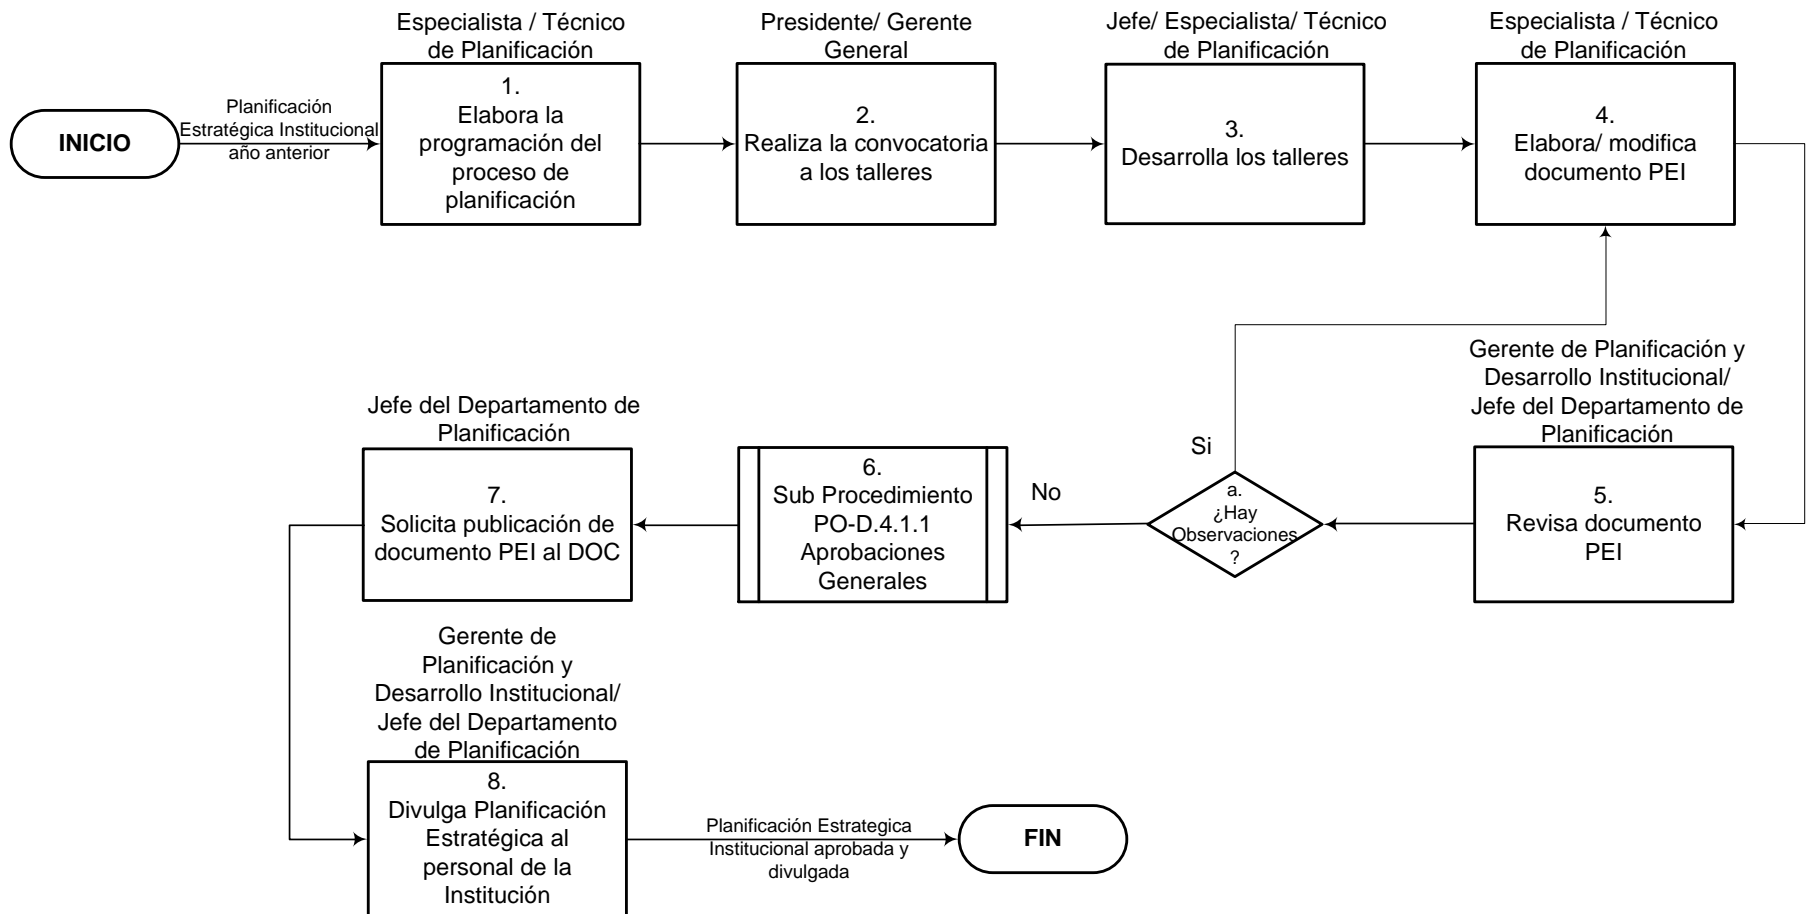 INICIO
Planificación
Estratégica Institucional
año anterior
Especialista / Técnico
de Planificación
1.
Elabora la
programación del
proceso de
planificación
Presidente/ Gerente
General
2.
Realiza la convocatoria
a los talleres
Jefe/ Especialista/ Técnico
de Planificación
3.
Desarrolla los talleres
Especialista / Técnico
de Planificación
4.
Elabora/ modifica
documento PEI
Gerente de Planificación y
Desarrollo Institucional/
Jefe del Departamento de
Planificación
5.
Revisa documento
PEI
a.
¿Hay
Observaciones
?
Si
No
6.
Sub Procedimiento
PO-D.4.1.1
Aprobaciones
Generales
Jefe del Departamento de
Planificación
7.
Solicita publicación de
documento PEI al DOC
Gerente de
Planificación y
Desarrollo Institucional/
Jefe del Departamento
de Planificación
8.
Divulga Planificación
Estratégica al
personal de la
Institución
Planificación Estrategica
Institucional aprobada y
divulgada
FIN